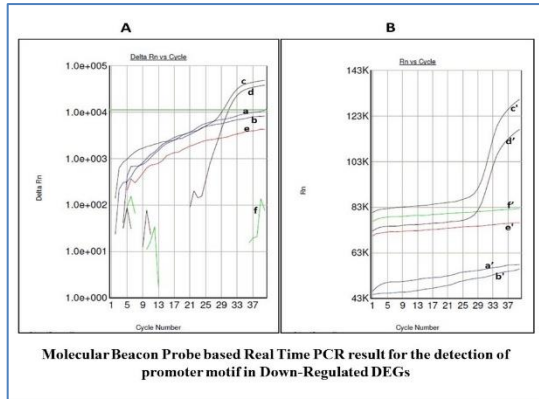 A
B
Delta Rn vs Cycle
Rn vs Cycle
1.0e+005
1.0e+004
1.0e+003
1.0e+002
1.0e+001
1.0e+000
Delta Rn
c
d
a
b
e
f
1 5 9 13 17 21 25 29 33 37
Cycle Number
143K
123K
103K
83K
63K
43K
Rn
c'
d'
f'
e'
a'
b'
1 5 9 13 17 21 25 29 33 37
Cycle Number
Molecular Beacon Probe based Real Time PCR result for the detection of
promoter motif in Down-Regulated DEGs